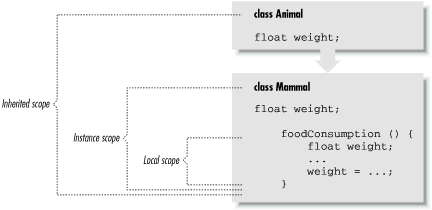 class Animal
float weight;
class Mammal
float weight;
Inherited scope
Instance scope
foodConsumption () {
Local scope
float weight;
...
weight = ...;
}